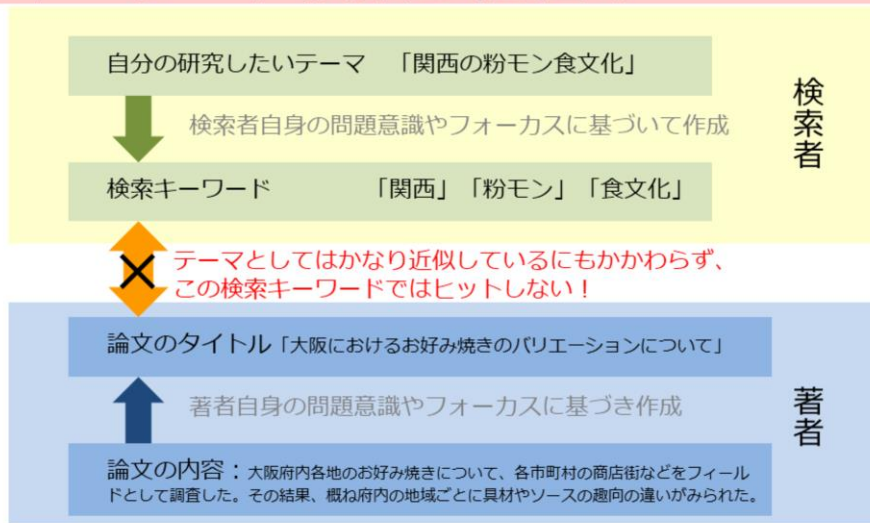 自分の研究したいテーマ　「関西の粉モン食文化」
検索者自身の問題意識やフォーカスに基づいて作成
検索キーワード　「関西」「粉モン」「食文化」
検索者
テーマとしてはかなり近似しているにもかかわらず、
この検索キーワードではヒットしない！
論文のタイトル「大阪におけるお好み焼きのバリエーションについて」
著者自身の問題意識やフォーカスに基づき作成
論文の内容：大阪府内各地のお好み焼きについて、各市町村の商店街などをフィール
ドとして調査した。その結果、概ね府内の地域ごとに具材やソースの趣向の違いがみられた。
著者